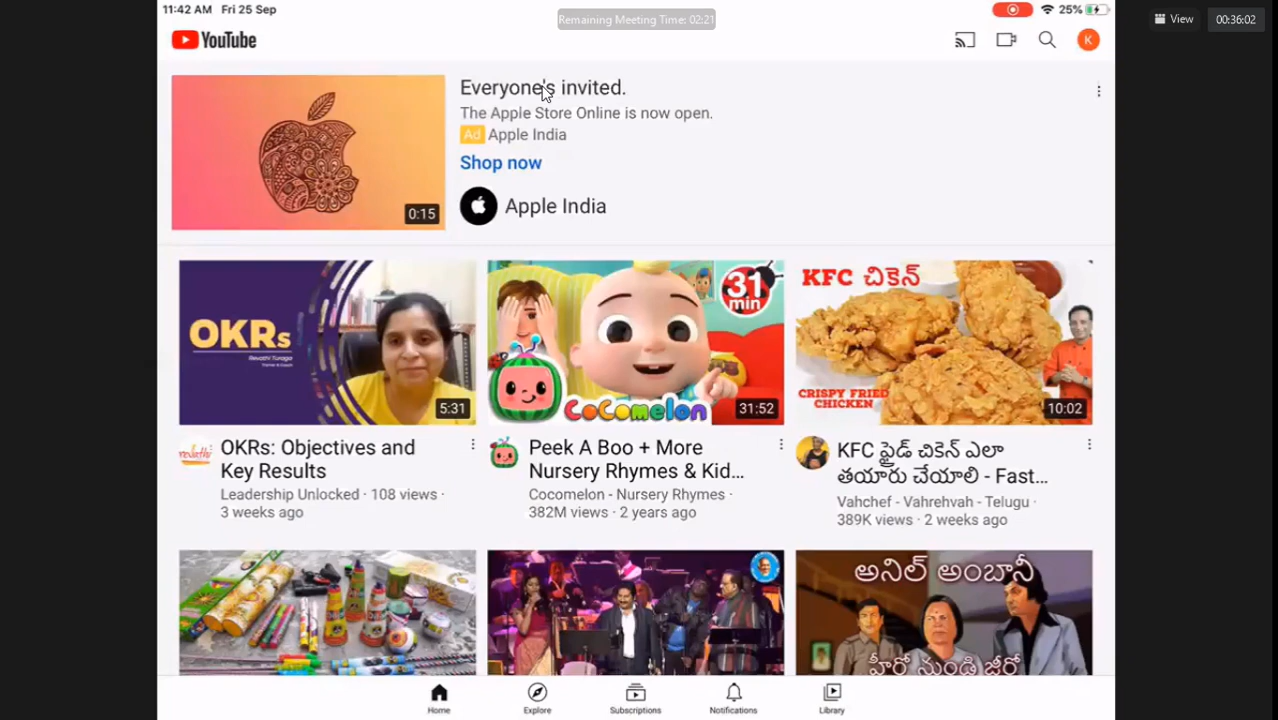 11:42 AM Fri 25 Sep
Remaining Meeting Time: 02:21
25%
View
00:36:02
YouTube
K
Everyone's invited.
The Apple Store Online is now open.
Ad Apple India
Shop now
Apple India
0:15
OKRs
Revathi Turaga
Trainer & Coach
5:31
31
min
CoComelon
31:52
KFC చికెన్
CRISPY FRIED
CHICKEN
10:02
OKRs: Objectives and
Key Results
Leadership Unlocked · 108 views ·
3 weeks ago
Peek A Boo + More
Nursery Rhymes & Kid...
Cocomelon - Nursery Rhymes ·
382M views · 2 years ago
KFC ఫ్రైడ్ చికెన్ ఎలా
తయారు చేయాలి - Fast...
Vahchef - Vahrehvah - Telugu ·
389K views · 2 weeks ago
అనిల్ అంబానీ
హీరో నుండి జీరో
Home
Explore
Subscriptions
Notifications
Library